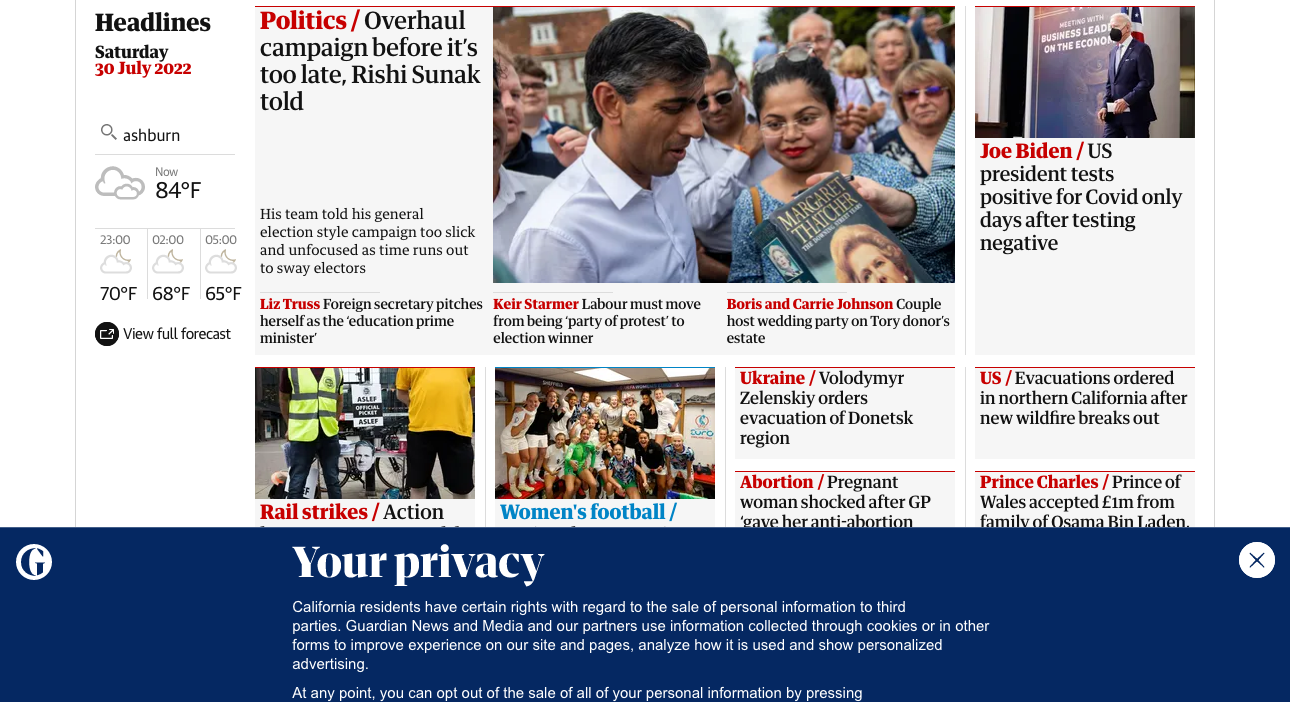 Headlines
Saturday
30 July 2022
ashburn
Now
84°F
23:00
02:00
05:00
70°F
68°F
65°F
View full forecast
Politics / Overhaul
campaign before it's
too late, Rishi Sunak
told
His team told his general
election style campaign too slick
and unfocused as time runs out
to sway electors
MARGARET
THATCHER
THE DOWNING STREET YEARS
Liz Truss Foreign secretary pitches
herself as the ‘education prime
minister’
Keir Starmer Labour must move
from being ‘party of protest’ to
election winner
Boris and Carrie Johnson Couple
host wedding party on Tory donor's
estate
MEETING WITH
BUSINESS LEAD
ON THE ECONO
Joe Biden / US
president tests
positive for Covid only
days after testing
negative
ASLEF
OFFICIAL
PICKET
ASLEF
Rail strikes / Action
SHEFFIELD
EURO
Women's football /
Ukraine / Volodymyr
Zelenskiy orders
evacuation of Donetsk
region
Abortion / Pregnant
woman shocked after GP
‘gave her anti-abortion
US / Evacuations ordered
in northern California after
new wildfire breaks out
Prince Charles / Prince of
Wales accepted £1m from
family of Osama Bin Laden,
G
Your privacy
California residents have certain rights with regard to the sale of personal information to third
parties. Guardian News and Media and our partners use information collected through cookies or in other
forms to improve experience on our site and pages, analyze how it is used and show personalized
advertising.
At any point, you can opt out of the sale of all of your personal information by pressing